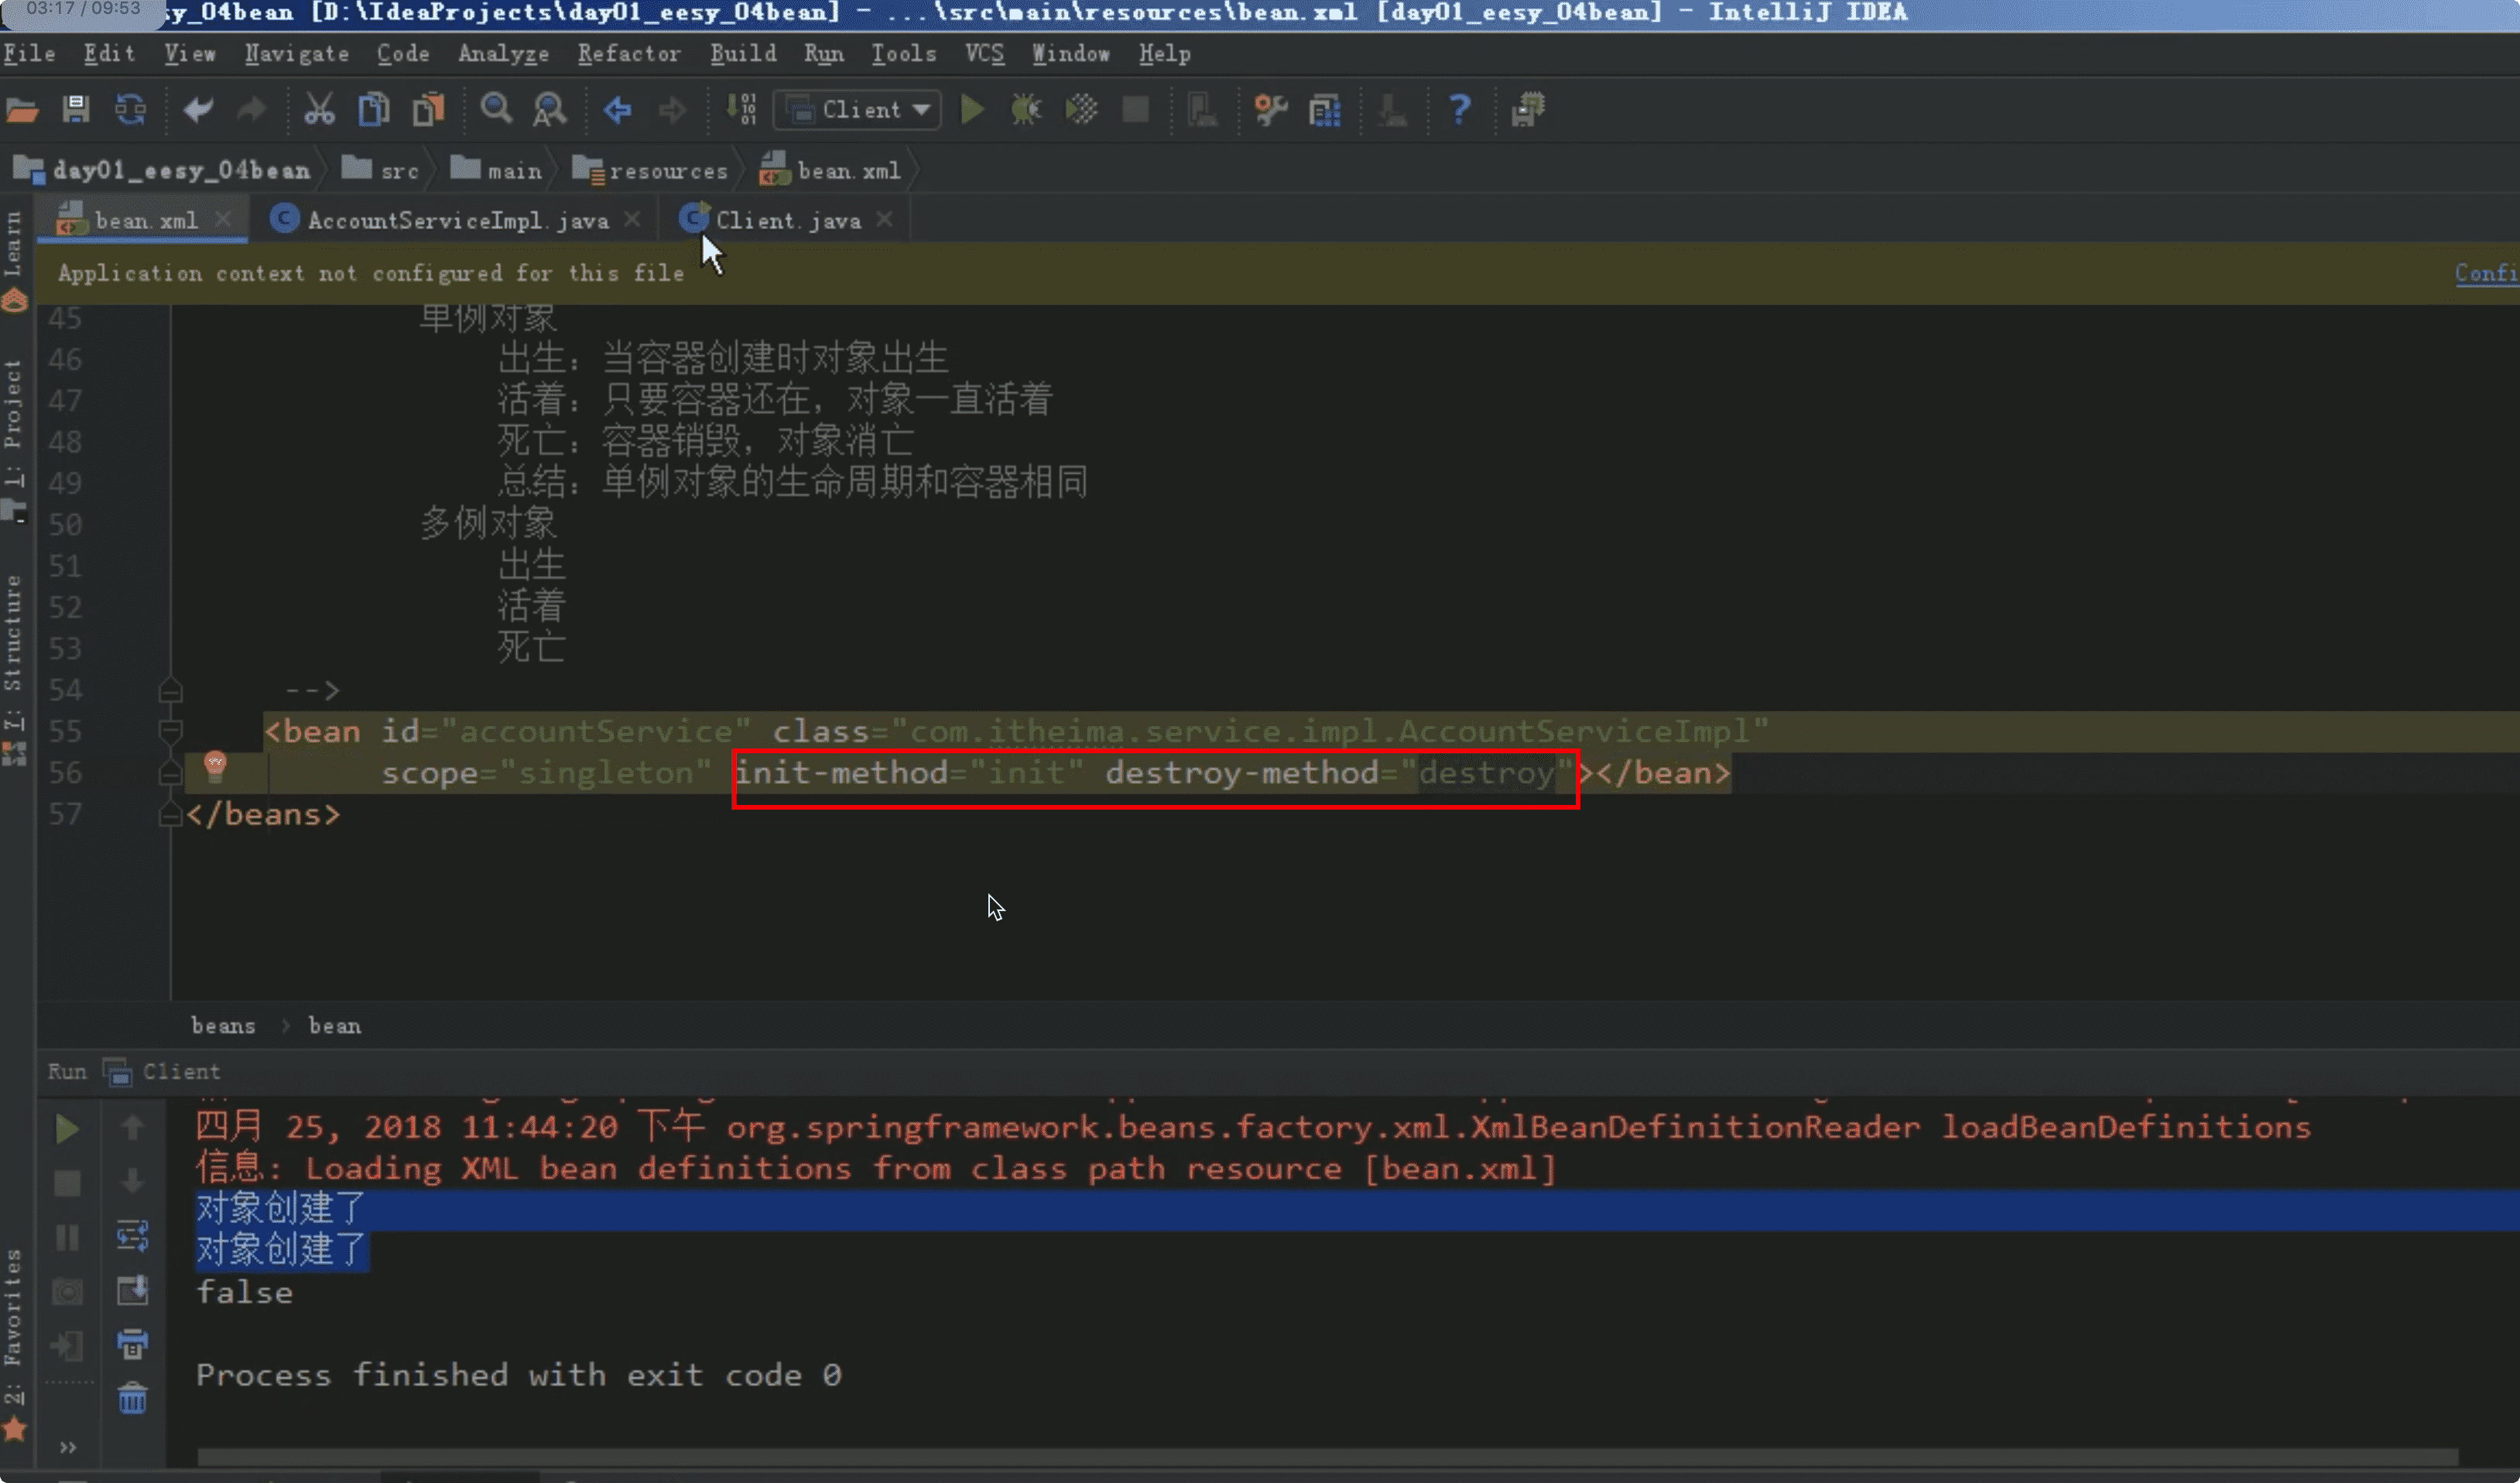 03:17 / 09:53
y_04bean [D:\IdeaProjects\day01_eesy_04bean] - ...\src\main\resources\bean.xml [day01_eesy_04bean] - IntelliJ IDEA
File Edit View Navigate Code Analyze Refactor Build Run Tools VCS Window Help
Client
day01_eesy_04bean src main resources bean.xml
bean.xml AccountServiceImpl.java Client.java
Application context not configured for this file Confi
Learn
1: Project
7: Structure
2: Favorites
45 单例对象
46 出生：当容器创建时对象出生
47 活着：只要容器还在，对象一直活着
48 死亡：容器销毁，对象消亡
49 总结：单例对象的生命周期和容器相同
50 多例对象
51 出生
52 活着
53 死亡
54 -->
55 <bean id="accountService" class="com.itheima.service.impl.AccountServiceImpl"
56 scope="singleton" init-method="init" destroy-method="destroy"></bean>
57 </beans>
beans › bean
Run Client
四月 25, 2018 11:44:20 下午 org.springframework.beans.factory.xml.XmlBeanDefinitionReader loadBeanDefinitions
信息: Loading XML bean definitions from class path resource [bean.xml]
对象创建了
对象创建了
false
Process finished with exit code 0